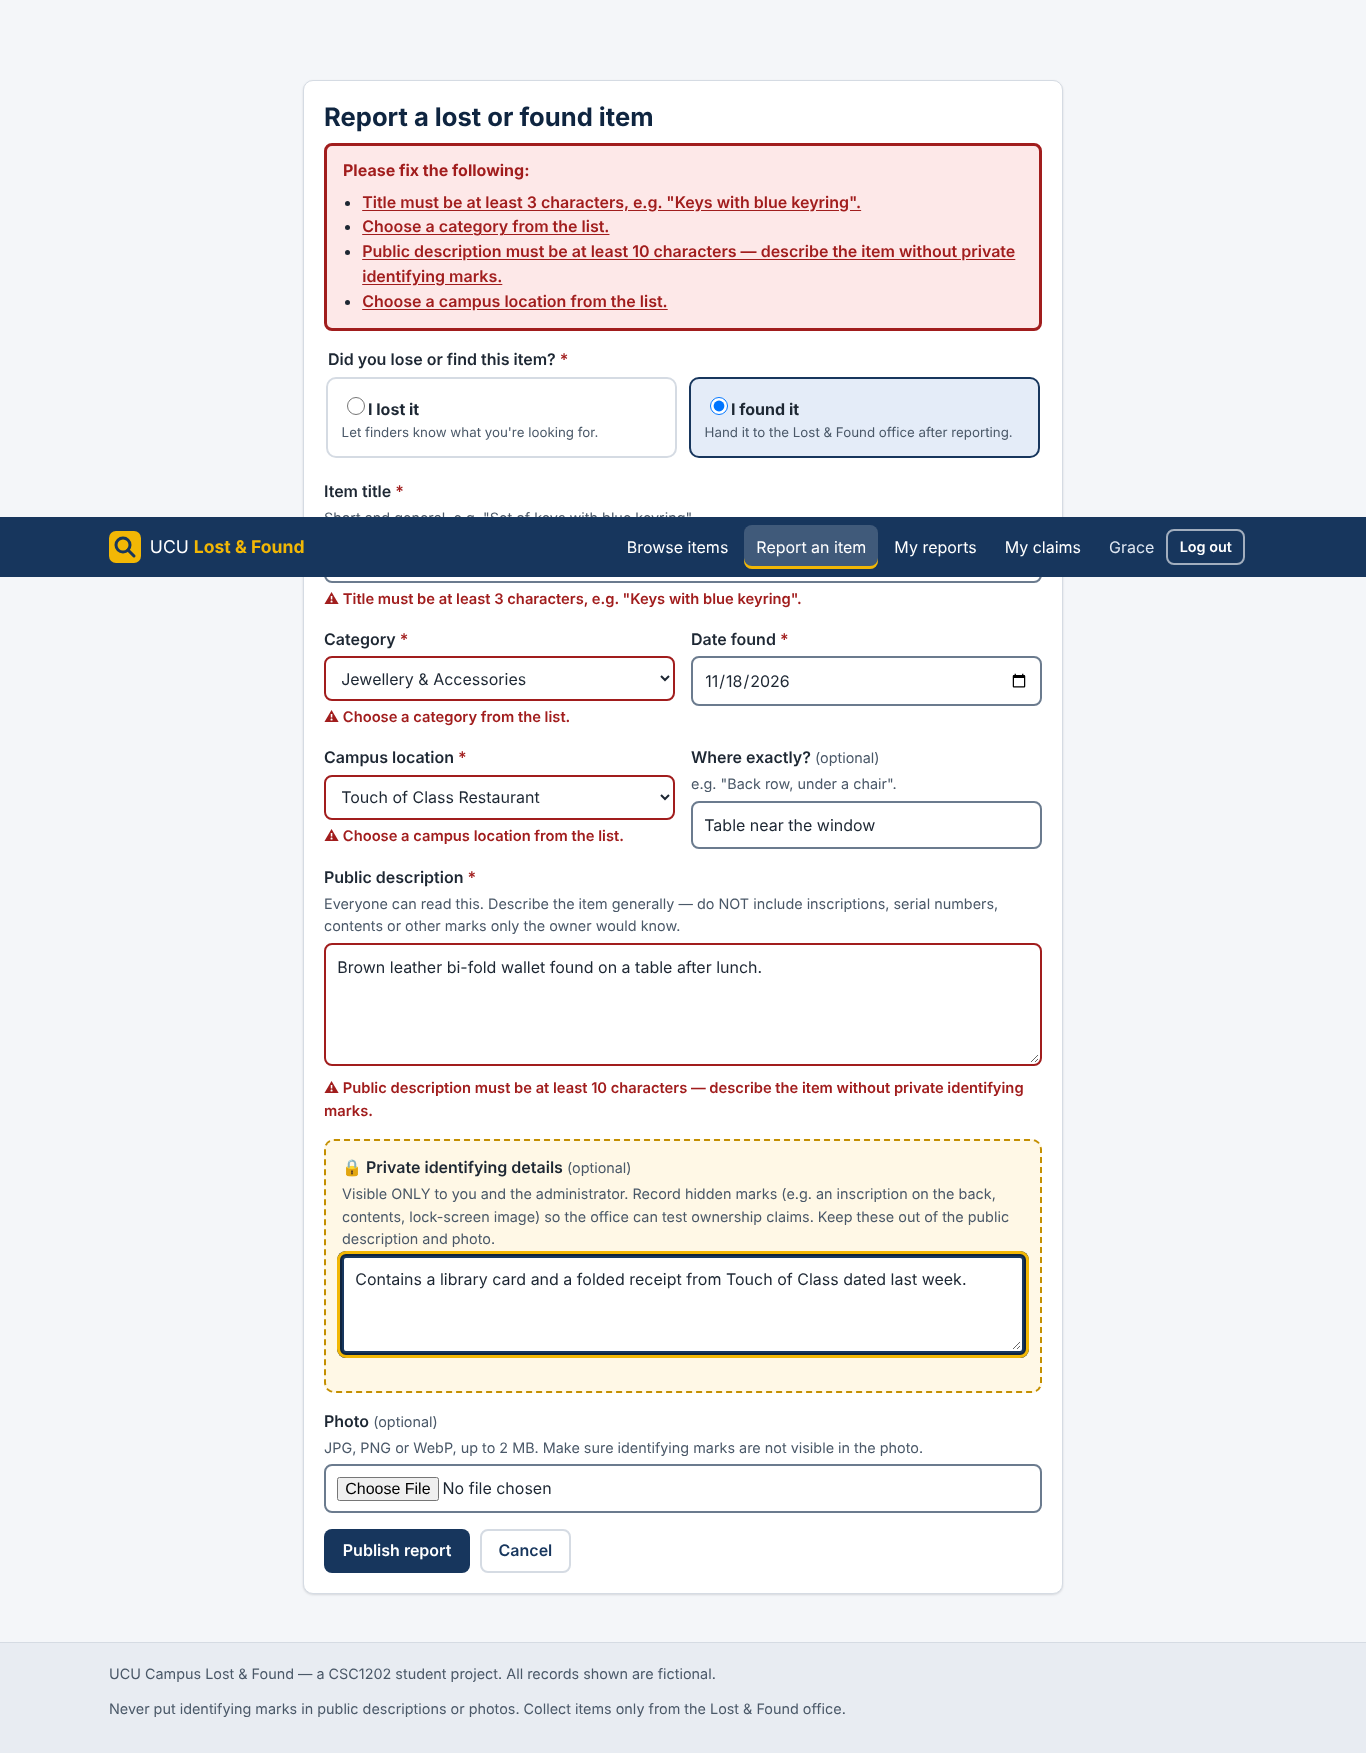 Report a lost or found item
Please fix the following:
Title must be at least 3 characters, e.g. "Keys with blue keyring".
Choose a category from the list.
Public description must be at least 10 characters — describe the item without private
identifying marks.
Choose a campus location from the list.
Did you lose or find this item? *
I lost it
Let finders know what you're looking for.
I found it
Hand it to the Lost & Found office after reporting.
Item title *
Short and general, e.g. "Set of keys with blue keyring".
UCU Lost & Found
Browse items
Report an item
My reports
My claims
Grace
Log out
⚠ Title must be at least 3 characters, e.g. "Keys with blue keyring".
Category *
Jewellery & Accessories
⚠ Choose a category from the list.
Date found *
11/18/2026
Campus location *
Touch of Class Restaurant
⚠ Choose a campus location from the list.
Where exactly? (optional)
e.g. "Back row, under a chair".
Table near the window
Public description *
Everyone can read this. Describe the item generally — do NOT include inscriptions, serial numbers,
contents or other marks only the owner would know.
Brown leather bi-fold wallet found on a table after lunch.
⚠ Public description must be at least 10 characters — describe the item without private identifying
marks.
🔒 Private identifying details (optional)
Visible ONLY to you and the administrator. Record hidden marks (e.g. an inscription on the back,
contents, lock-screen image) so the office can test ownership claims. Keep these out of the public
description and photo.
Contains a library card and a folded receipt from Touch of Class dated last week.
Photo (optional)
JPG, PNG or WebP, up to 2 MB. Make sure identifying marks are not visible in the photo.
Choose File No file chosen
Publish report
Cancel
UCU Campus Lost & Found — a CSC1202 student project. All records shown are fictional.
Never put identifying marks in public descriptions or photos. Collect items only from the Lost & Found office.